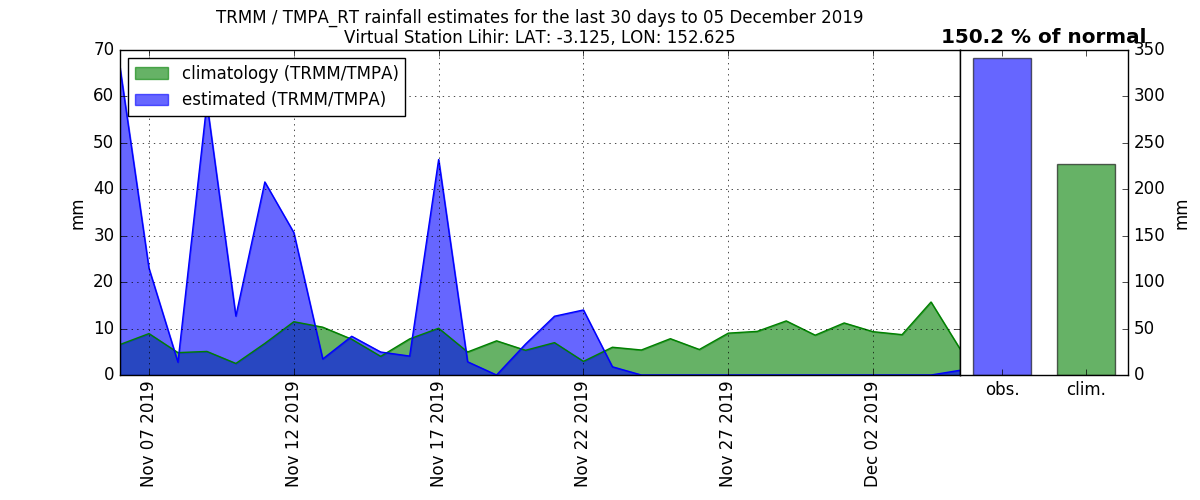 TRMM / TMPA_RT rainfall estimates for the last 30 days to 05 December 2019
Virtual Station Lihir: LAT: -3.125, LON: 152.625
150.2 % of normal
climatology (TRMM/TMPA)
estimated (TRMM/TMPA)
70
60
50
40
30
20
10
0
mm
Nov 07 2019
Nov 12 2019
Nov 17 2019
Nov 22 2019
Nov 27 2019
Dec 02 2019
obs.
clim.
350
300
250
200
150
100
50
0
mm